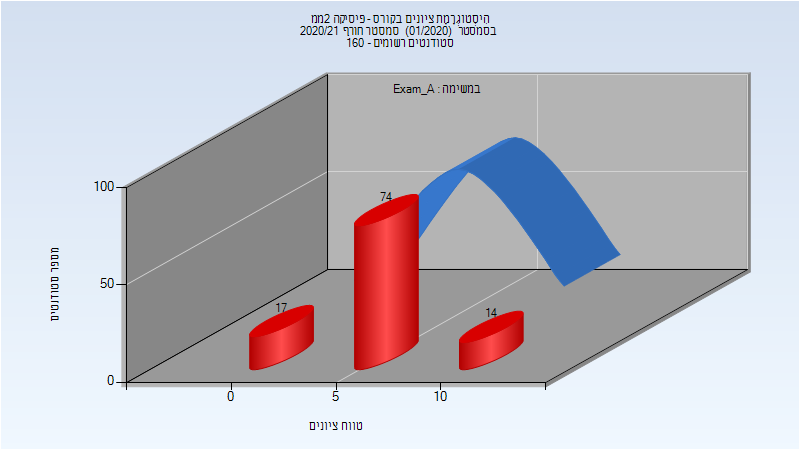 היסטוגרמת ציונים בקורס - פיסיקה 2ממ
בסמסטר (01/2020) סמסטר חורף 2020/21
סטודנטים רשומים - 160
במשימה : Exam_A
100
50
0
מספר סטודנטים
17
74
14
0
5
10
טווח ציונים